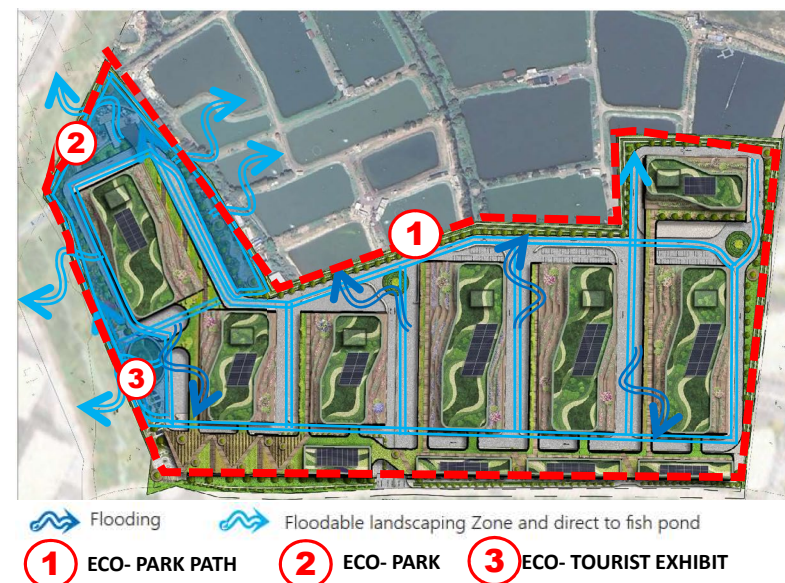 2
1
3
Flooding
Floodable landscaping Zone and direct to fish pond
1 ECO- PARK PATH 2 ECO- PARK 3 ECO- TOURIST EXHIBIT